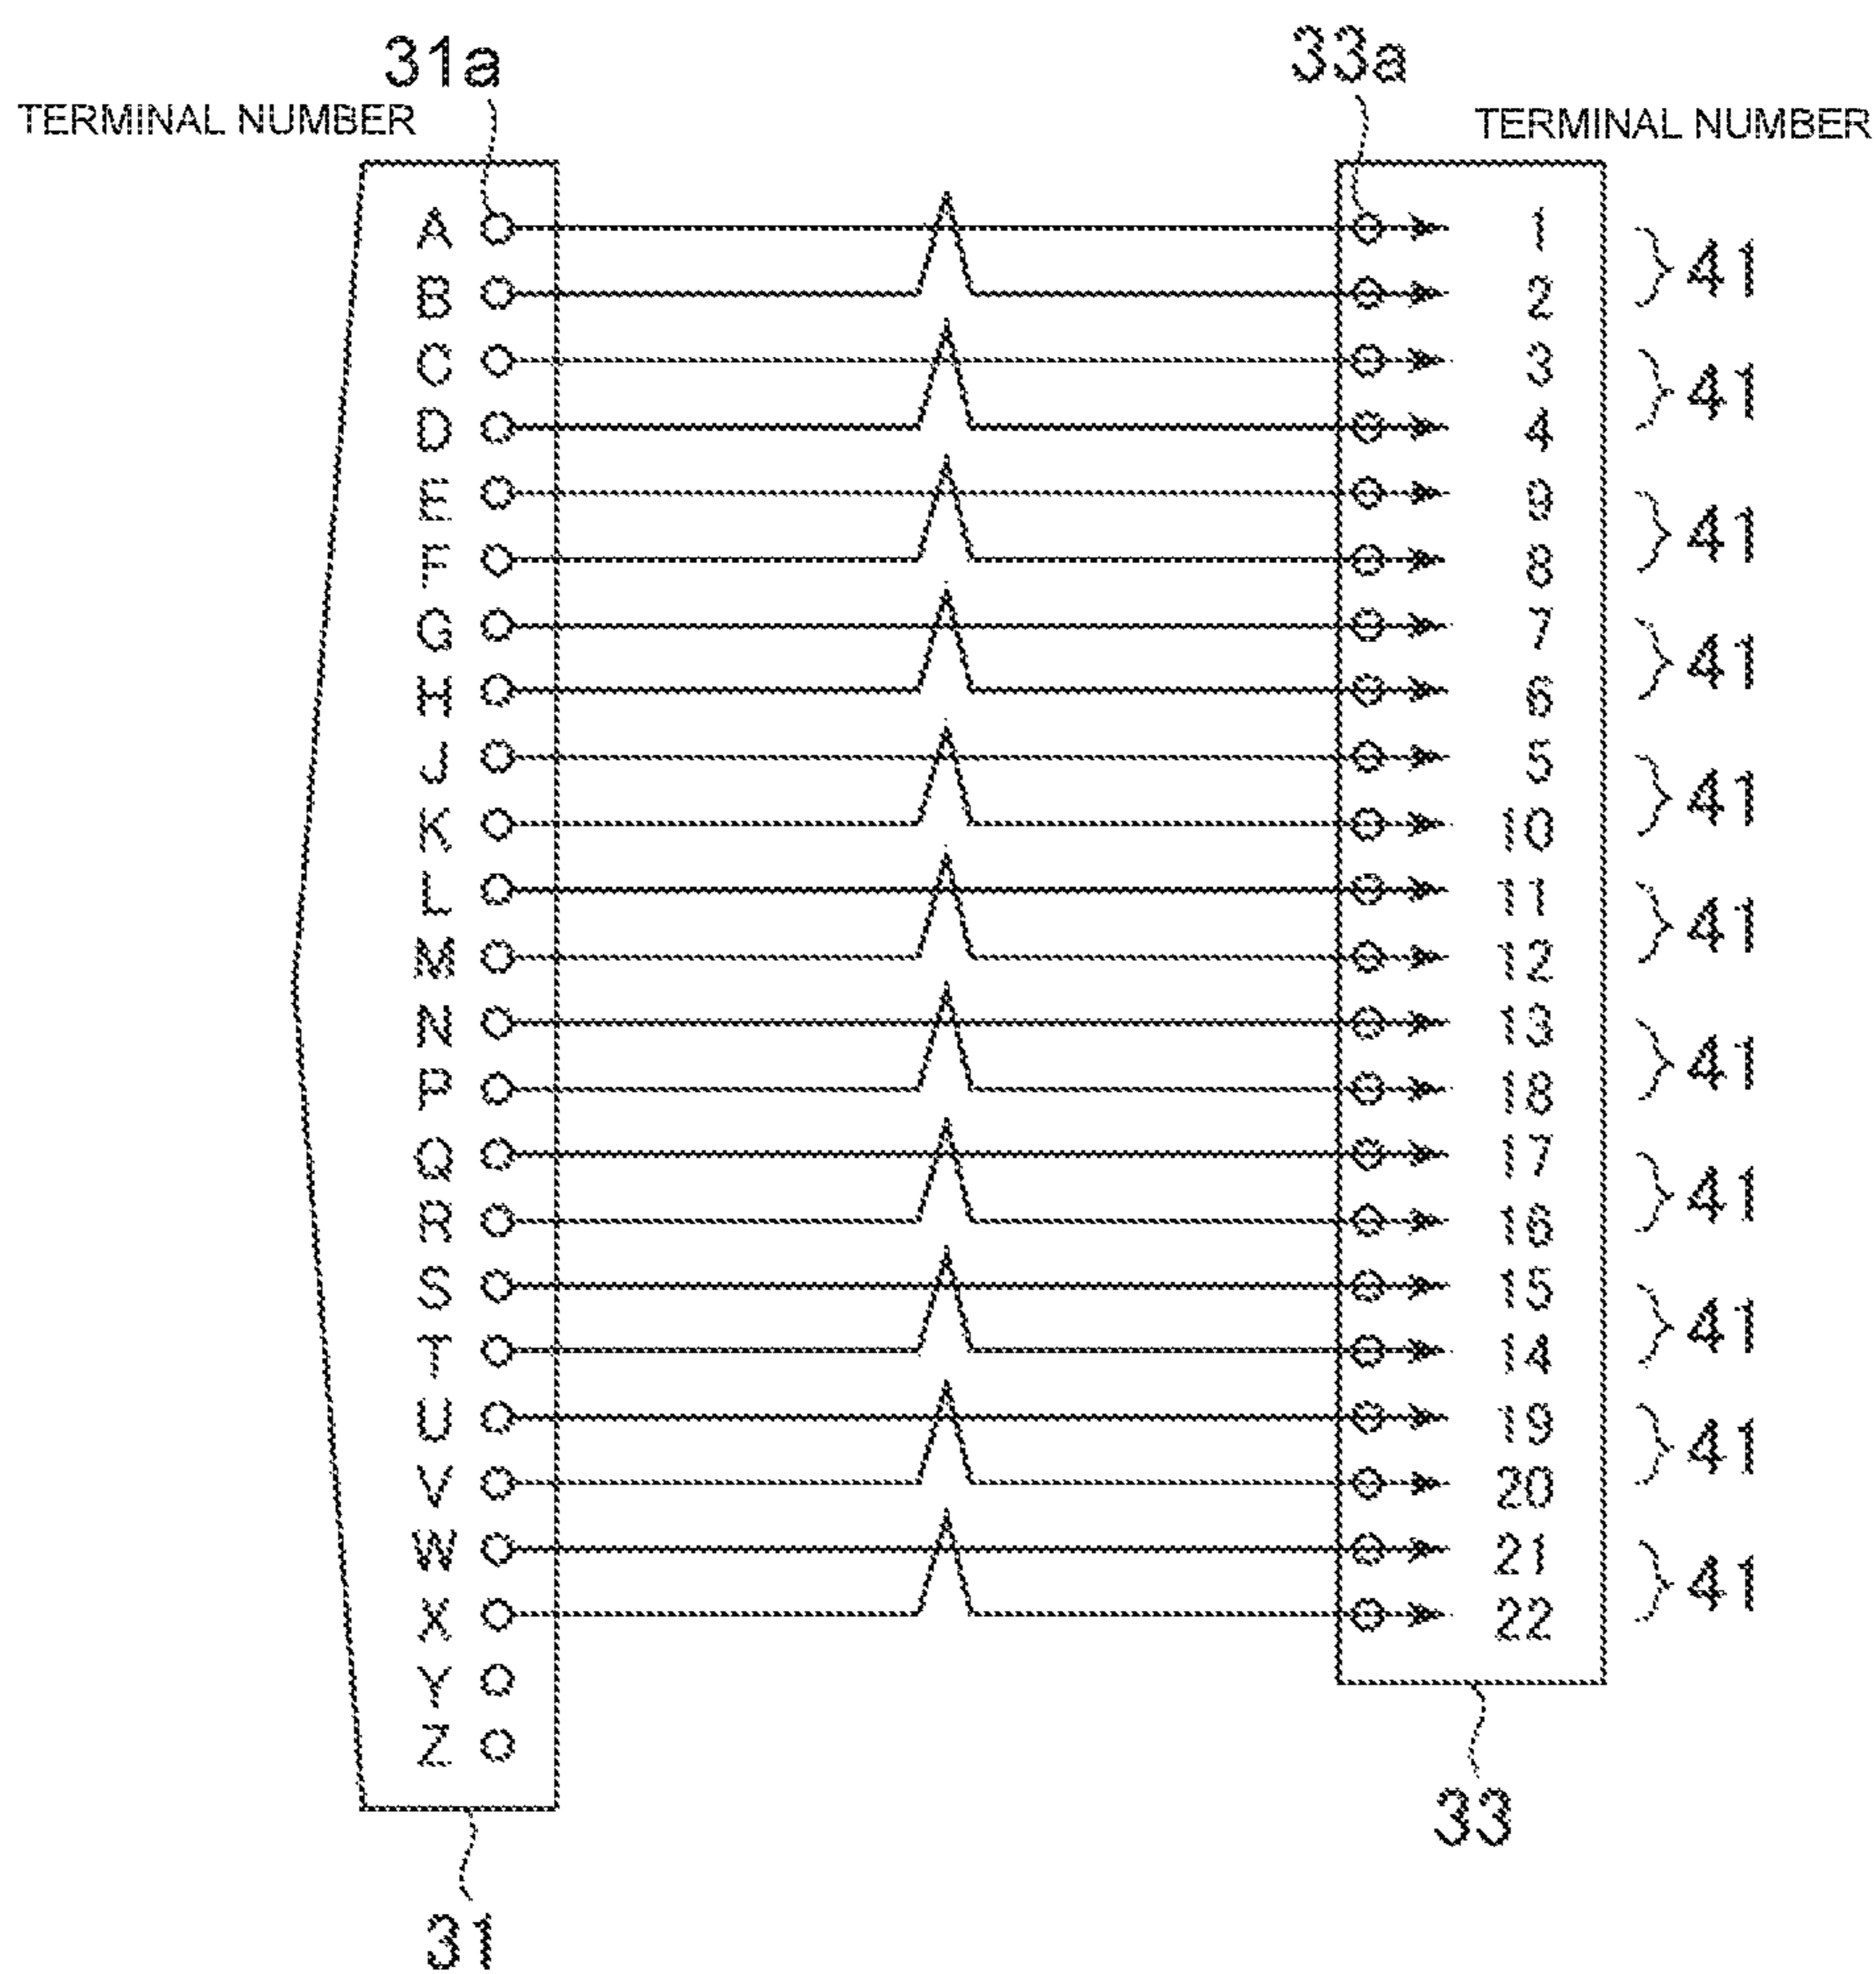 31a 33a
TERMINAL NUMBER TERMINAL NUMBER
A 1
B 2
41
C 3
D 4
41
E 9
F 8
41
G 7
H 6
41
J 5
K 10
41
L 11
M 12
41
N 13
P 18
41
Q 17
R 16
41
S 15
T 14
41
U 19
V 20
41
W 21
X 22
41
Y
Z
33
31